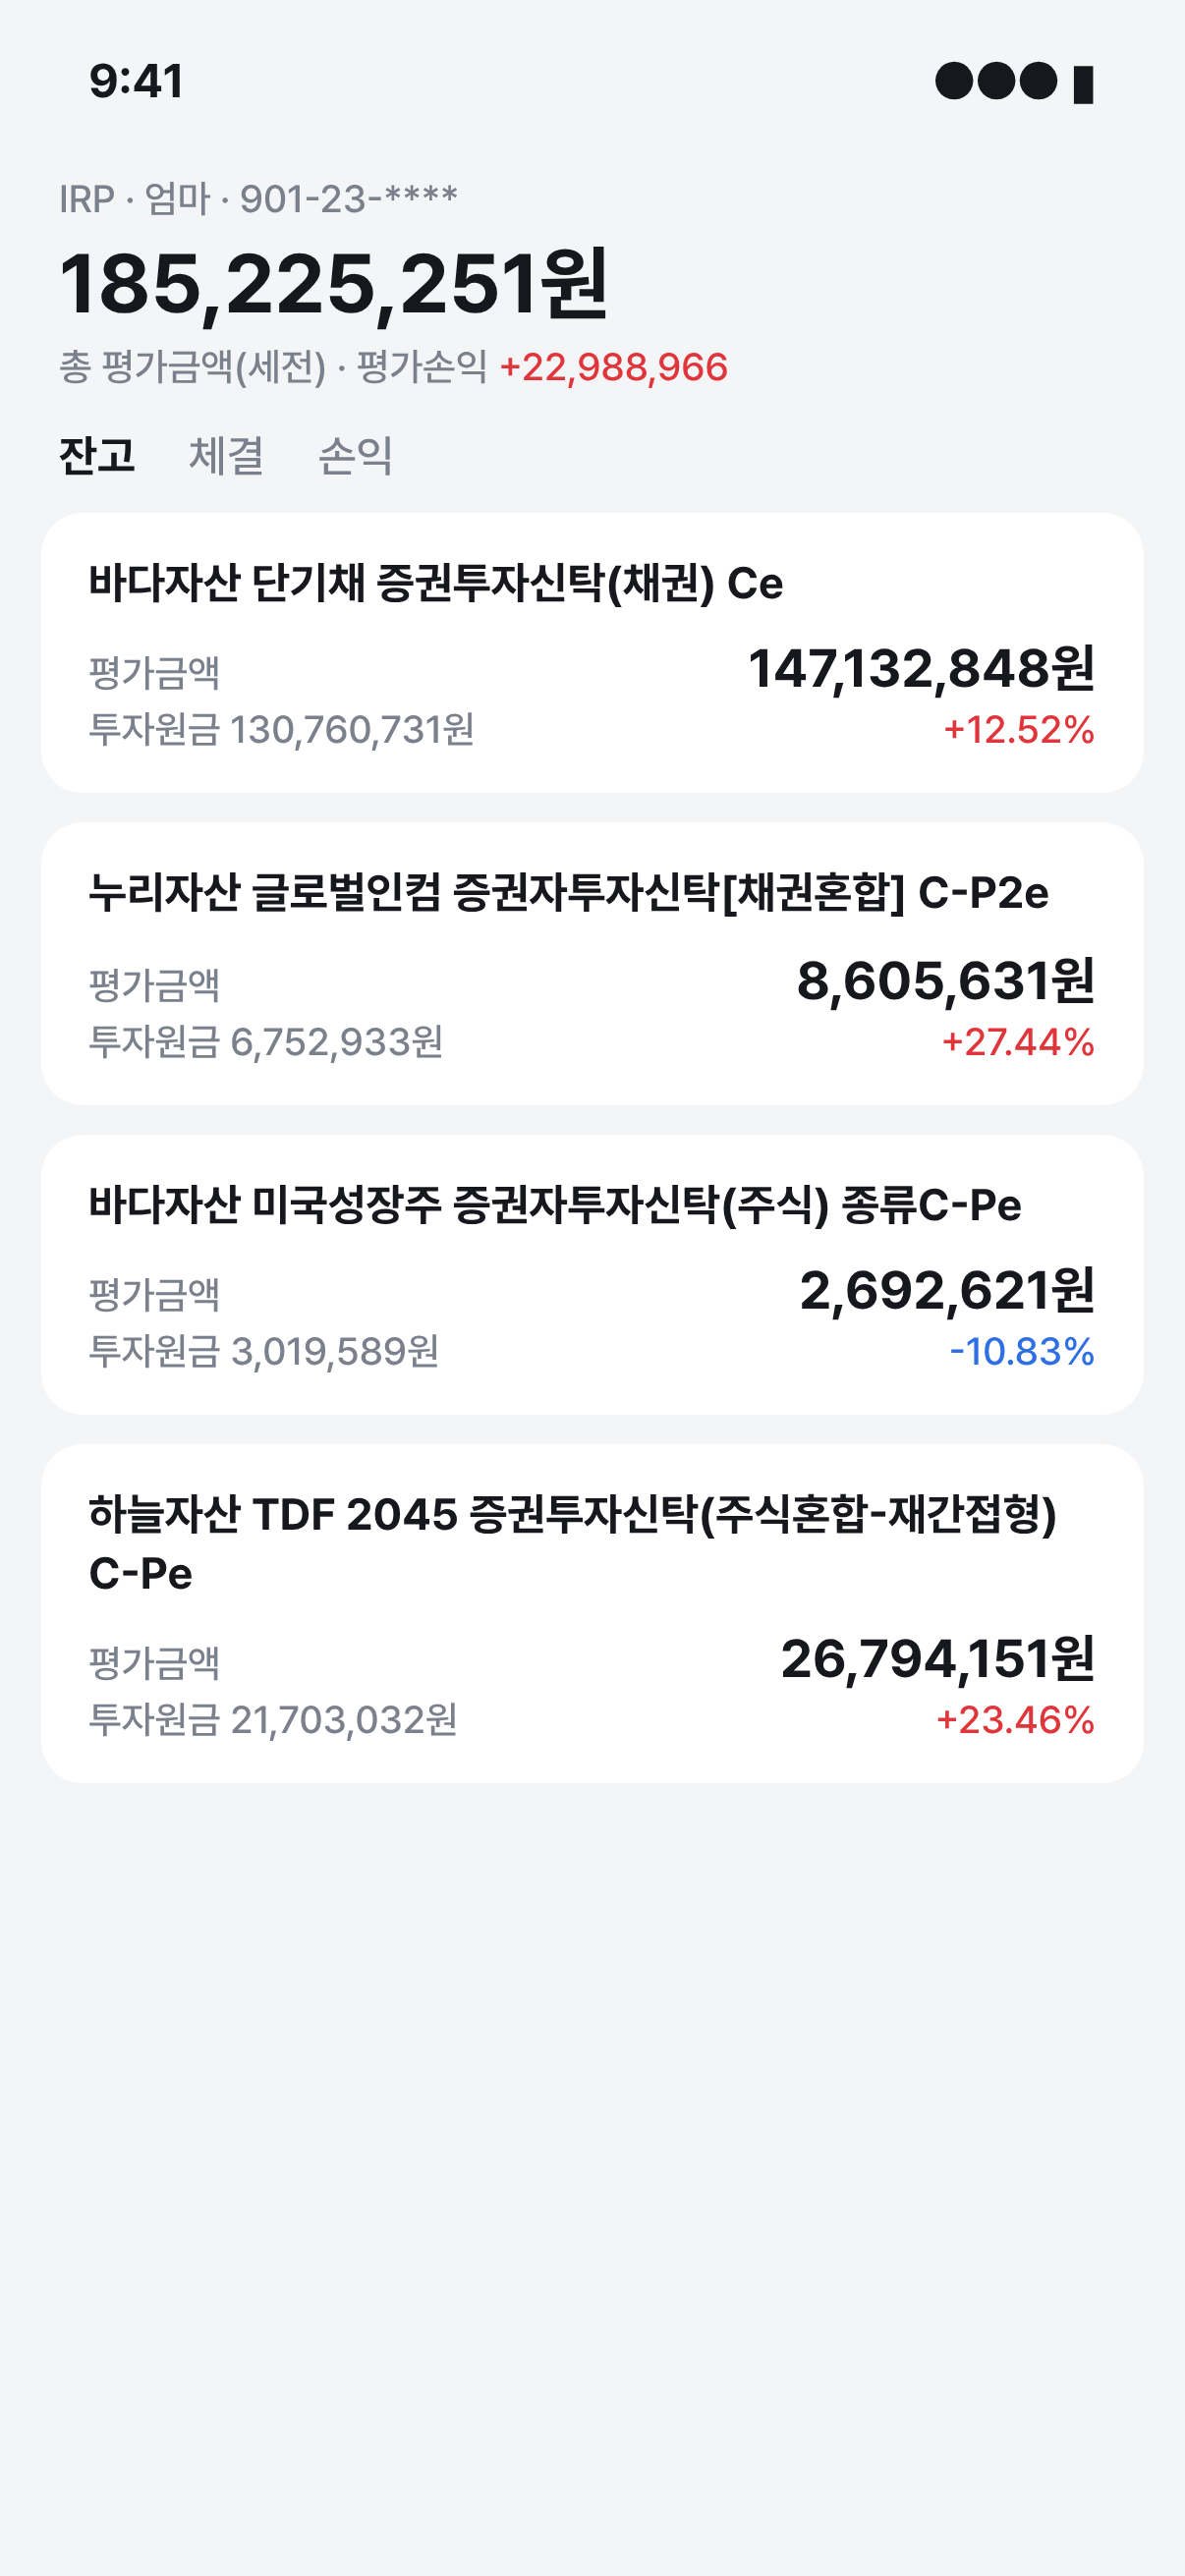 9:41
IRP · 엄마 · 901-23-****
185,225,251원
총 평가금액(세전) · 평가손익 +22,988,966
잔고 체결 손익
바다자산 단기채 증권투자신탁(채권) Ce
평가금액 147,132,848원
투자원금 130,760,731원 +12.52%
누리자산 글로벌인컴 증권자투자신탁[채권혼합] C-P2e
평가금액 8,605,631원
투자원금 6,752,933원 +27.44%
바다자산 미국성장주 증권자투자신탁(주식) 종류C-Pe
평가금액 2,692,621원
투자원금 3,019,589원 -10.83%
하늘자산 TDF 2045 증권투자신탁(주식혼합-재간접형)
C-Pe
평가금액 26,794,151원
투자원금 21,703,032원 +23.46%